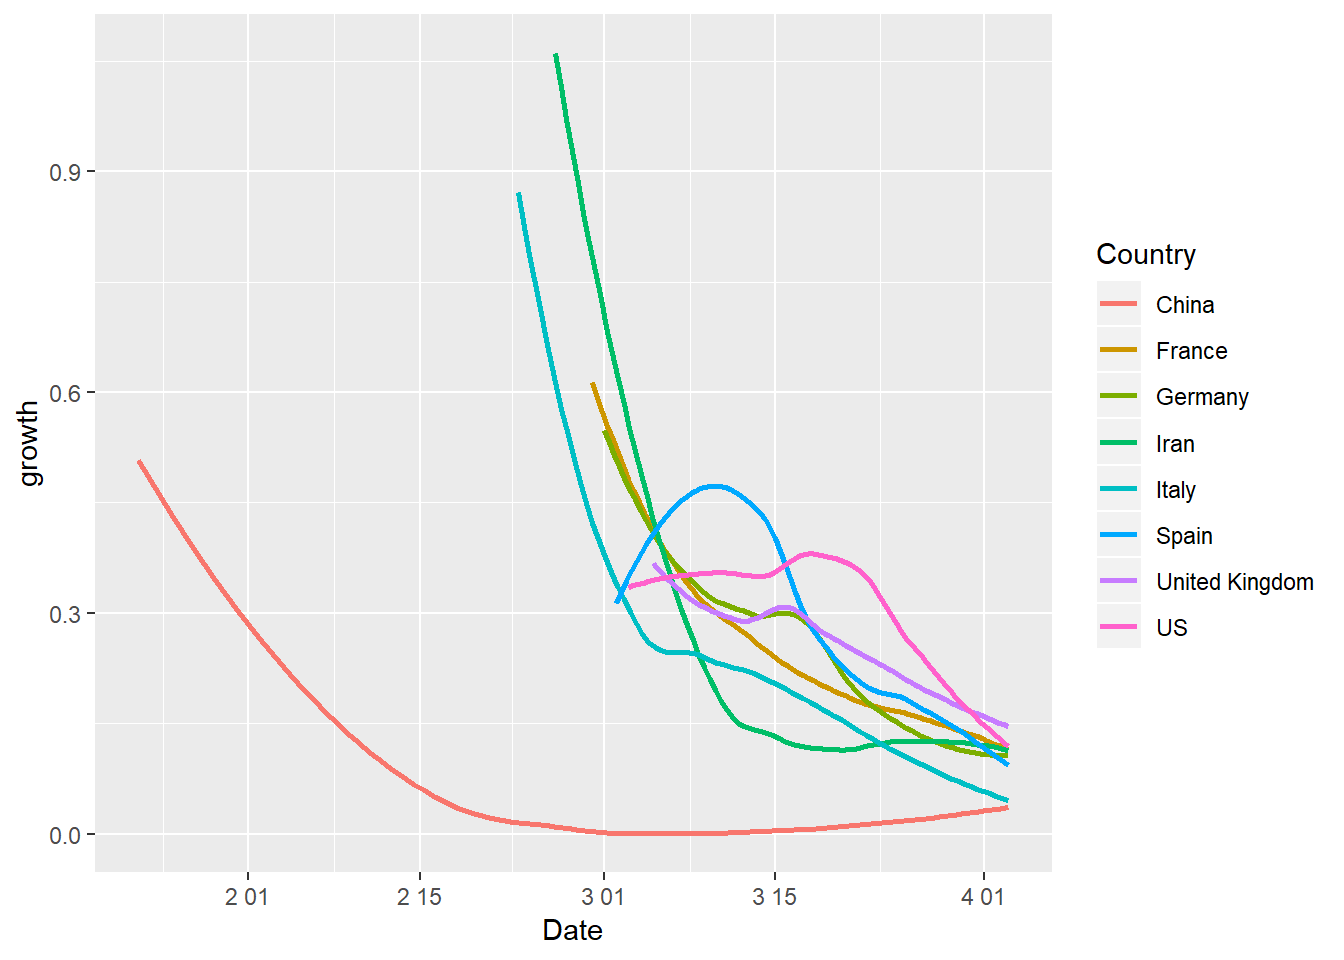 growth
0.9
0.6
0.3
0.0
2 01
2 15
3 01
3 15
4 01
Date
Country
China
France
Germany
Iran
Italy
Spain
United Kingdom
US